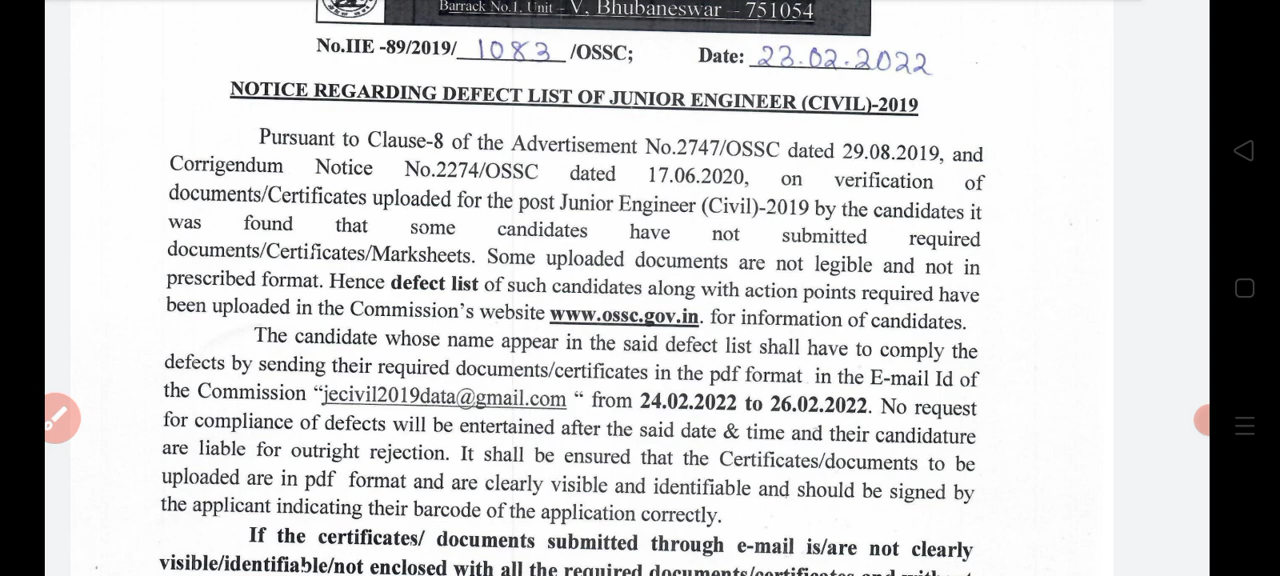 Barrack No.1, Unit – V, Bhubaneswar – 751054
No.IIE -89/2019/ 1083 /OSSC; Date: 23.02.2022
NOTICE REGARDING DEFECT LIST OF JUNIOR ENGINEER (CIVIL)-2019
Pursuant to Clause-8 of the Advertisement No.2747/OSSC dated 29.08.2019, and
Corrigendum Notice No.2274/OSSC dated 17.06.2020, on verification of
documents/Certificates uploaded for the post Junior Engineer (Civil)-2019 by the candidates it
was found that some candidates have not submitted required
documents/Certificates/Marksheets. Some uploaded documents are not legible and not in
prescribed format. Hence defect list of such candidates along with action points required have
been uploaded in the Commission's website www.ossc.gov.in. for information of candidates.
The candidate whose name appear in the said defect list shall have to comply the
defects by sending their required documents/certificates in the pdf format in the E-mail Id of
the Commission “jecivil2019data@gmail.com “ from 24.02.2022 to 26.02.2022. No request
for compliance of defects will be entertained after the said date & time and their candidature
are liable for outright rejection. It shall be ensured that the Certificates/documents to be
uploaded are in pdf format and are clearly visible and identifiable and should be signed by
the applicant indicating their barcode of the application correctly.
If the certificates/ documents submitted through e-mail is/are not clearly
visible/identifiable/not enclosed with all the required documents/certificates and without